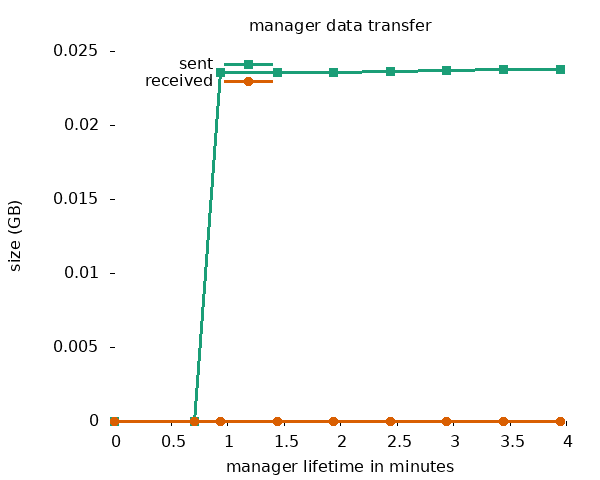 manager data transfer
0.025
sent
received
0.02
0.015
size (GB)
0.01
0.005
0
0 0.5 1 1.5 2 2.5 3 3.5 4
manager lifetime in minutes